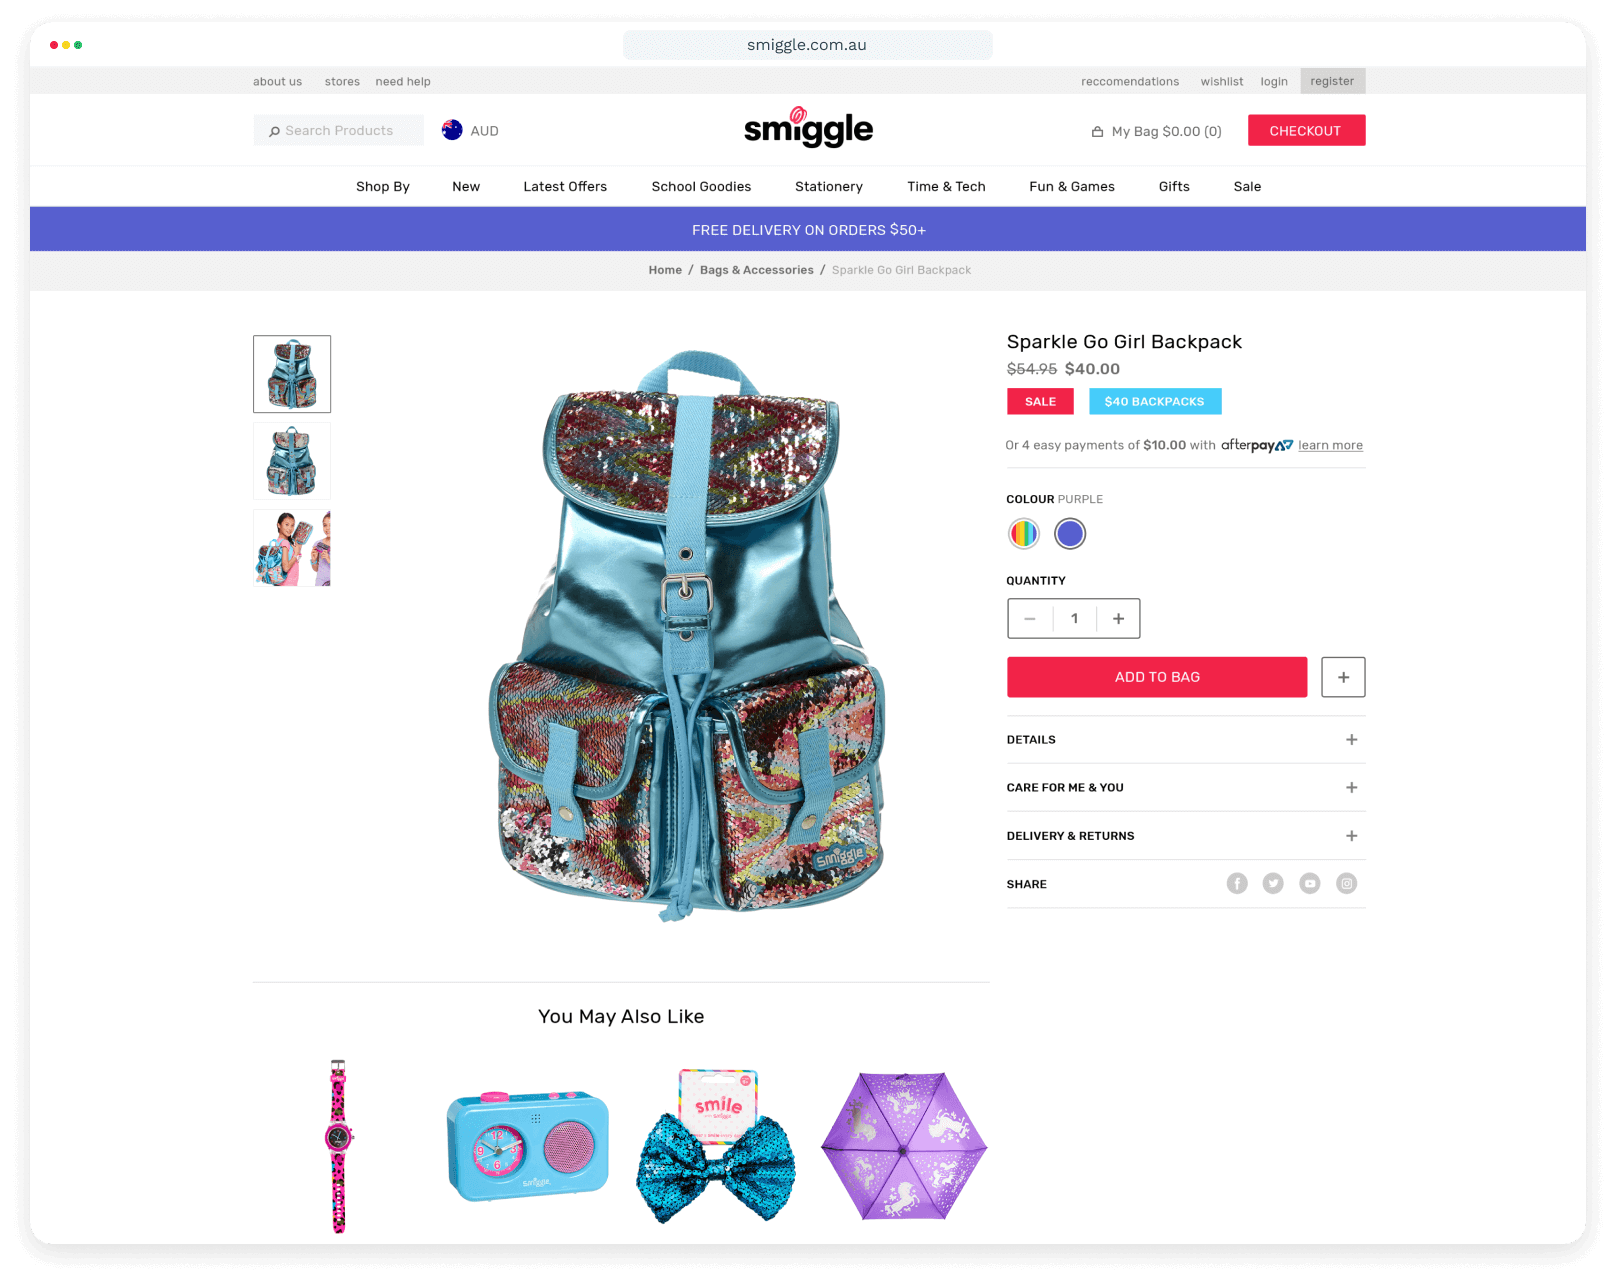 smiggle.com.au
about us stores need help reccomendations wishlist login register
Search Products AUD smiggle My Bag $0.00 (0) CHECKOUT
Shop By New Latest Offers School Goodies Stationery Time & Tech Fun & Games Gifts Sale
FREE DELIVERY ON ORDERS $50+
Home / Bags & Accessories / Sparkle Go Girl Backpack
Sparkle Go Girl Backpack
$54.95 $40.00
SALE $40 BACKPACKS
Or 4 easy payments of $10.00 with afterpay learn more
COLOUR PURPLE
QUANTITY
− 1 +
ADD TO BAG +
DETAILS +
CARE FOR ME & YOU +
DELIVERY & RETURNS +
SHARE
smiggle
You May Also Like
12
9 3
6
smiggle
smile
smiggle